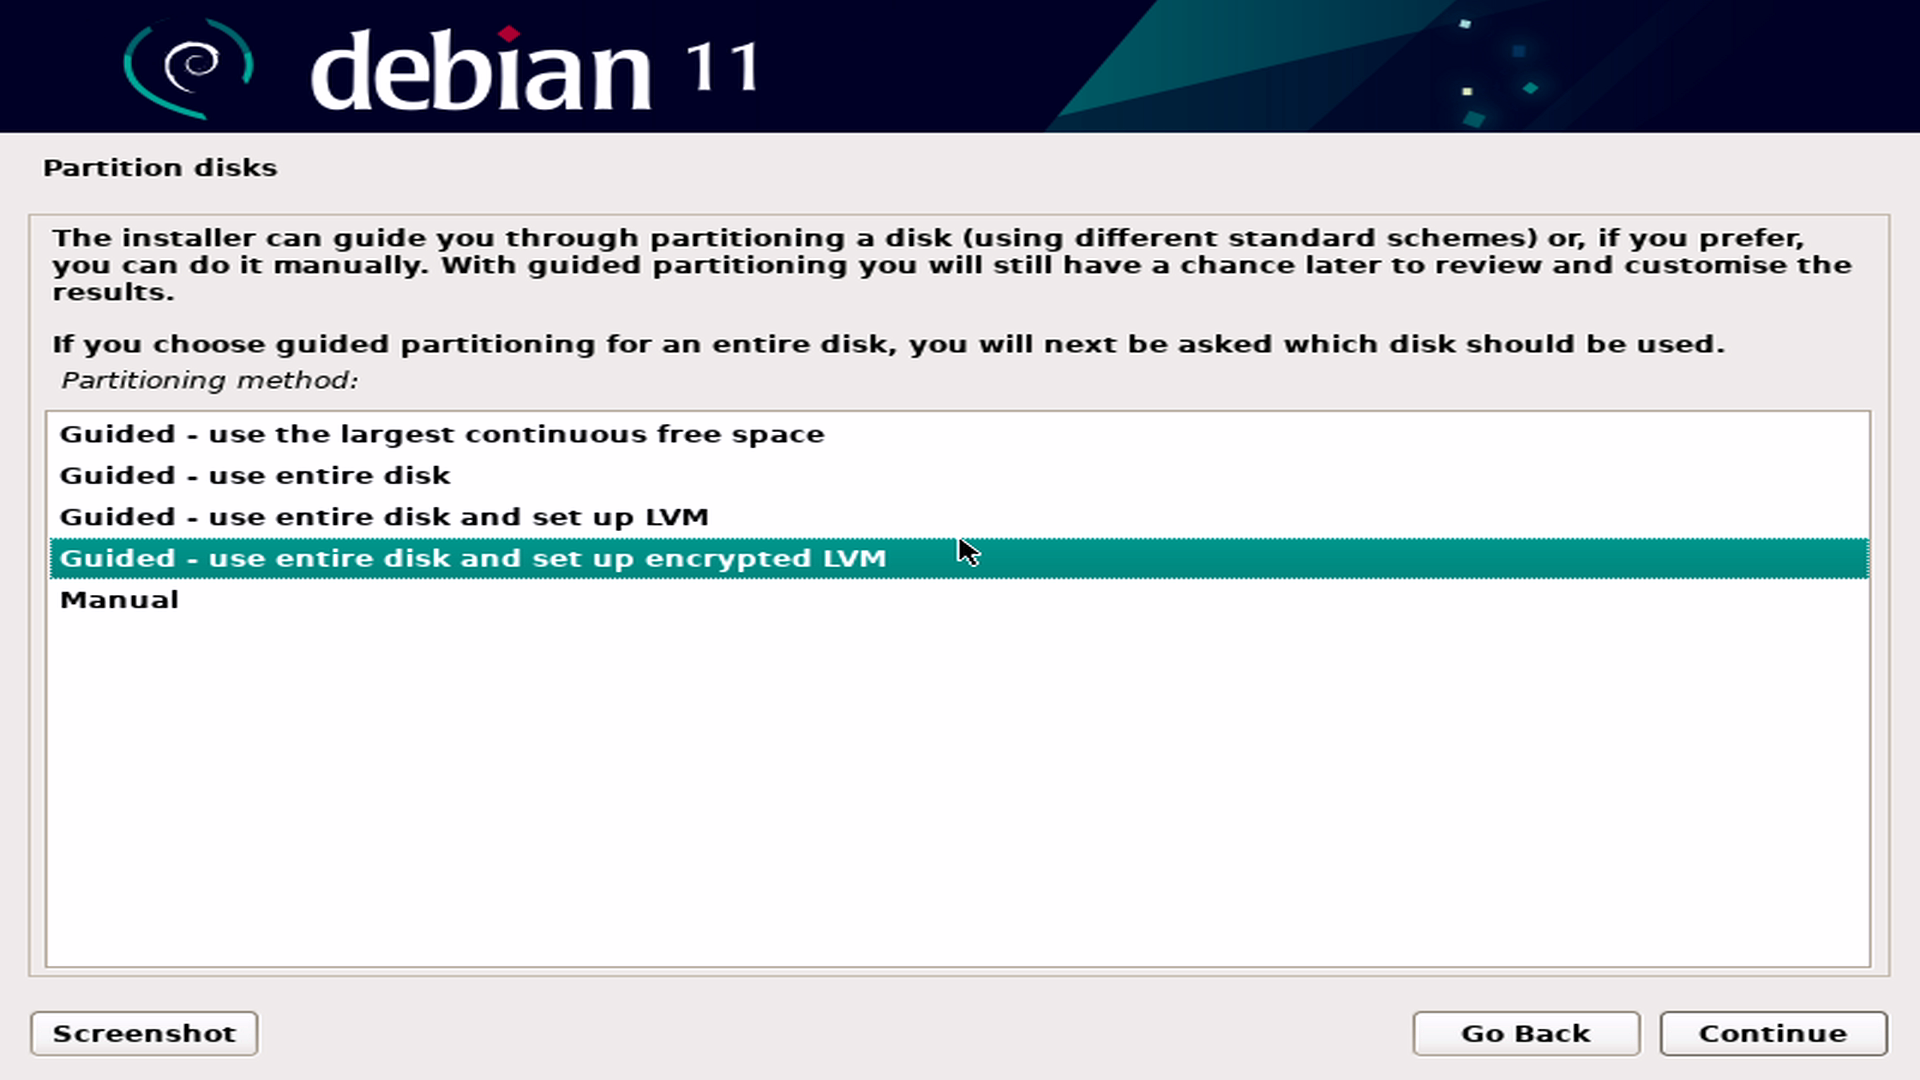 debian 11
Partition disks
The installer can guide you through partitioning a disk (using different standard schemes) or, if you prefer,
you can do it manually. With guided partitioning you will still have a chance later to review and customise the
results.
If you choose guided partitioning for an entire disk, you will next be asked which disk should be used.
Partitioning method:
Guided - use the largest continuous free space
Guided - use entire disk
Guided - use entire disk and set up LVM
Guided - use entire disk and set up encrypted LVM
Manual
Screenshot
Go Back
Continue